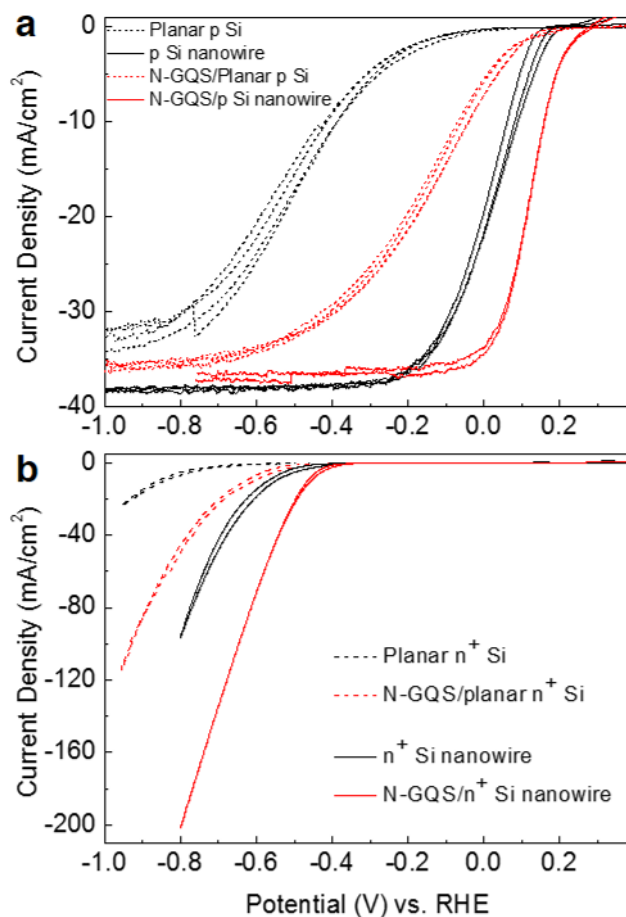 a
Planar p Si
p Si nanowire
N-GQS/Planar p Si
N-GQS/p Si nanowire
Current Density (mA/cm²)
0
-10
-20
-30
-40
-1.0 -0.8 -0.6 -0.4 -0.2 0.0 0.2
b
Current Density (mA/cm²)
0
-40
-80
-120
-160
-200
Planar n⁺ Si
N-GQS/planar n⁺ Si
n⁺ Si nanowire
N-GQS/n⁺ Si nanowire
-1.0 -0.8 -0.6 -0.4 -0.2 0.0 0.2
Potential (V) vs. RHE